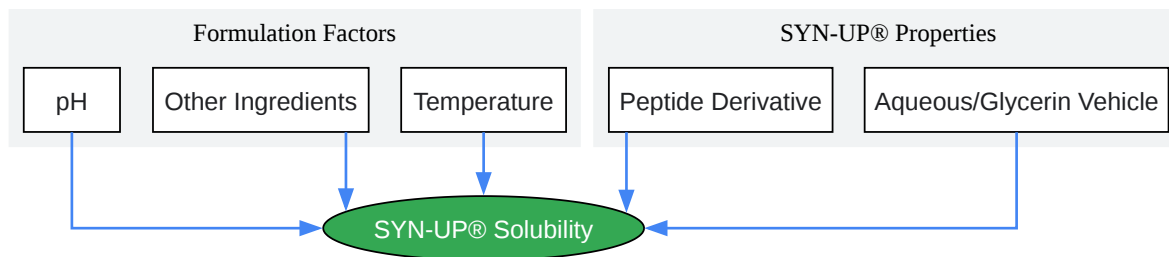 Formulation Factors
SYN-UP® Properties
pH
Other Ingredients
Temperature
Peptide Derivative
Aqueous/Glycerin Vehicle
SYN-UP® Solubility